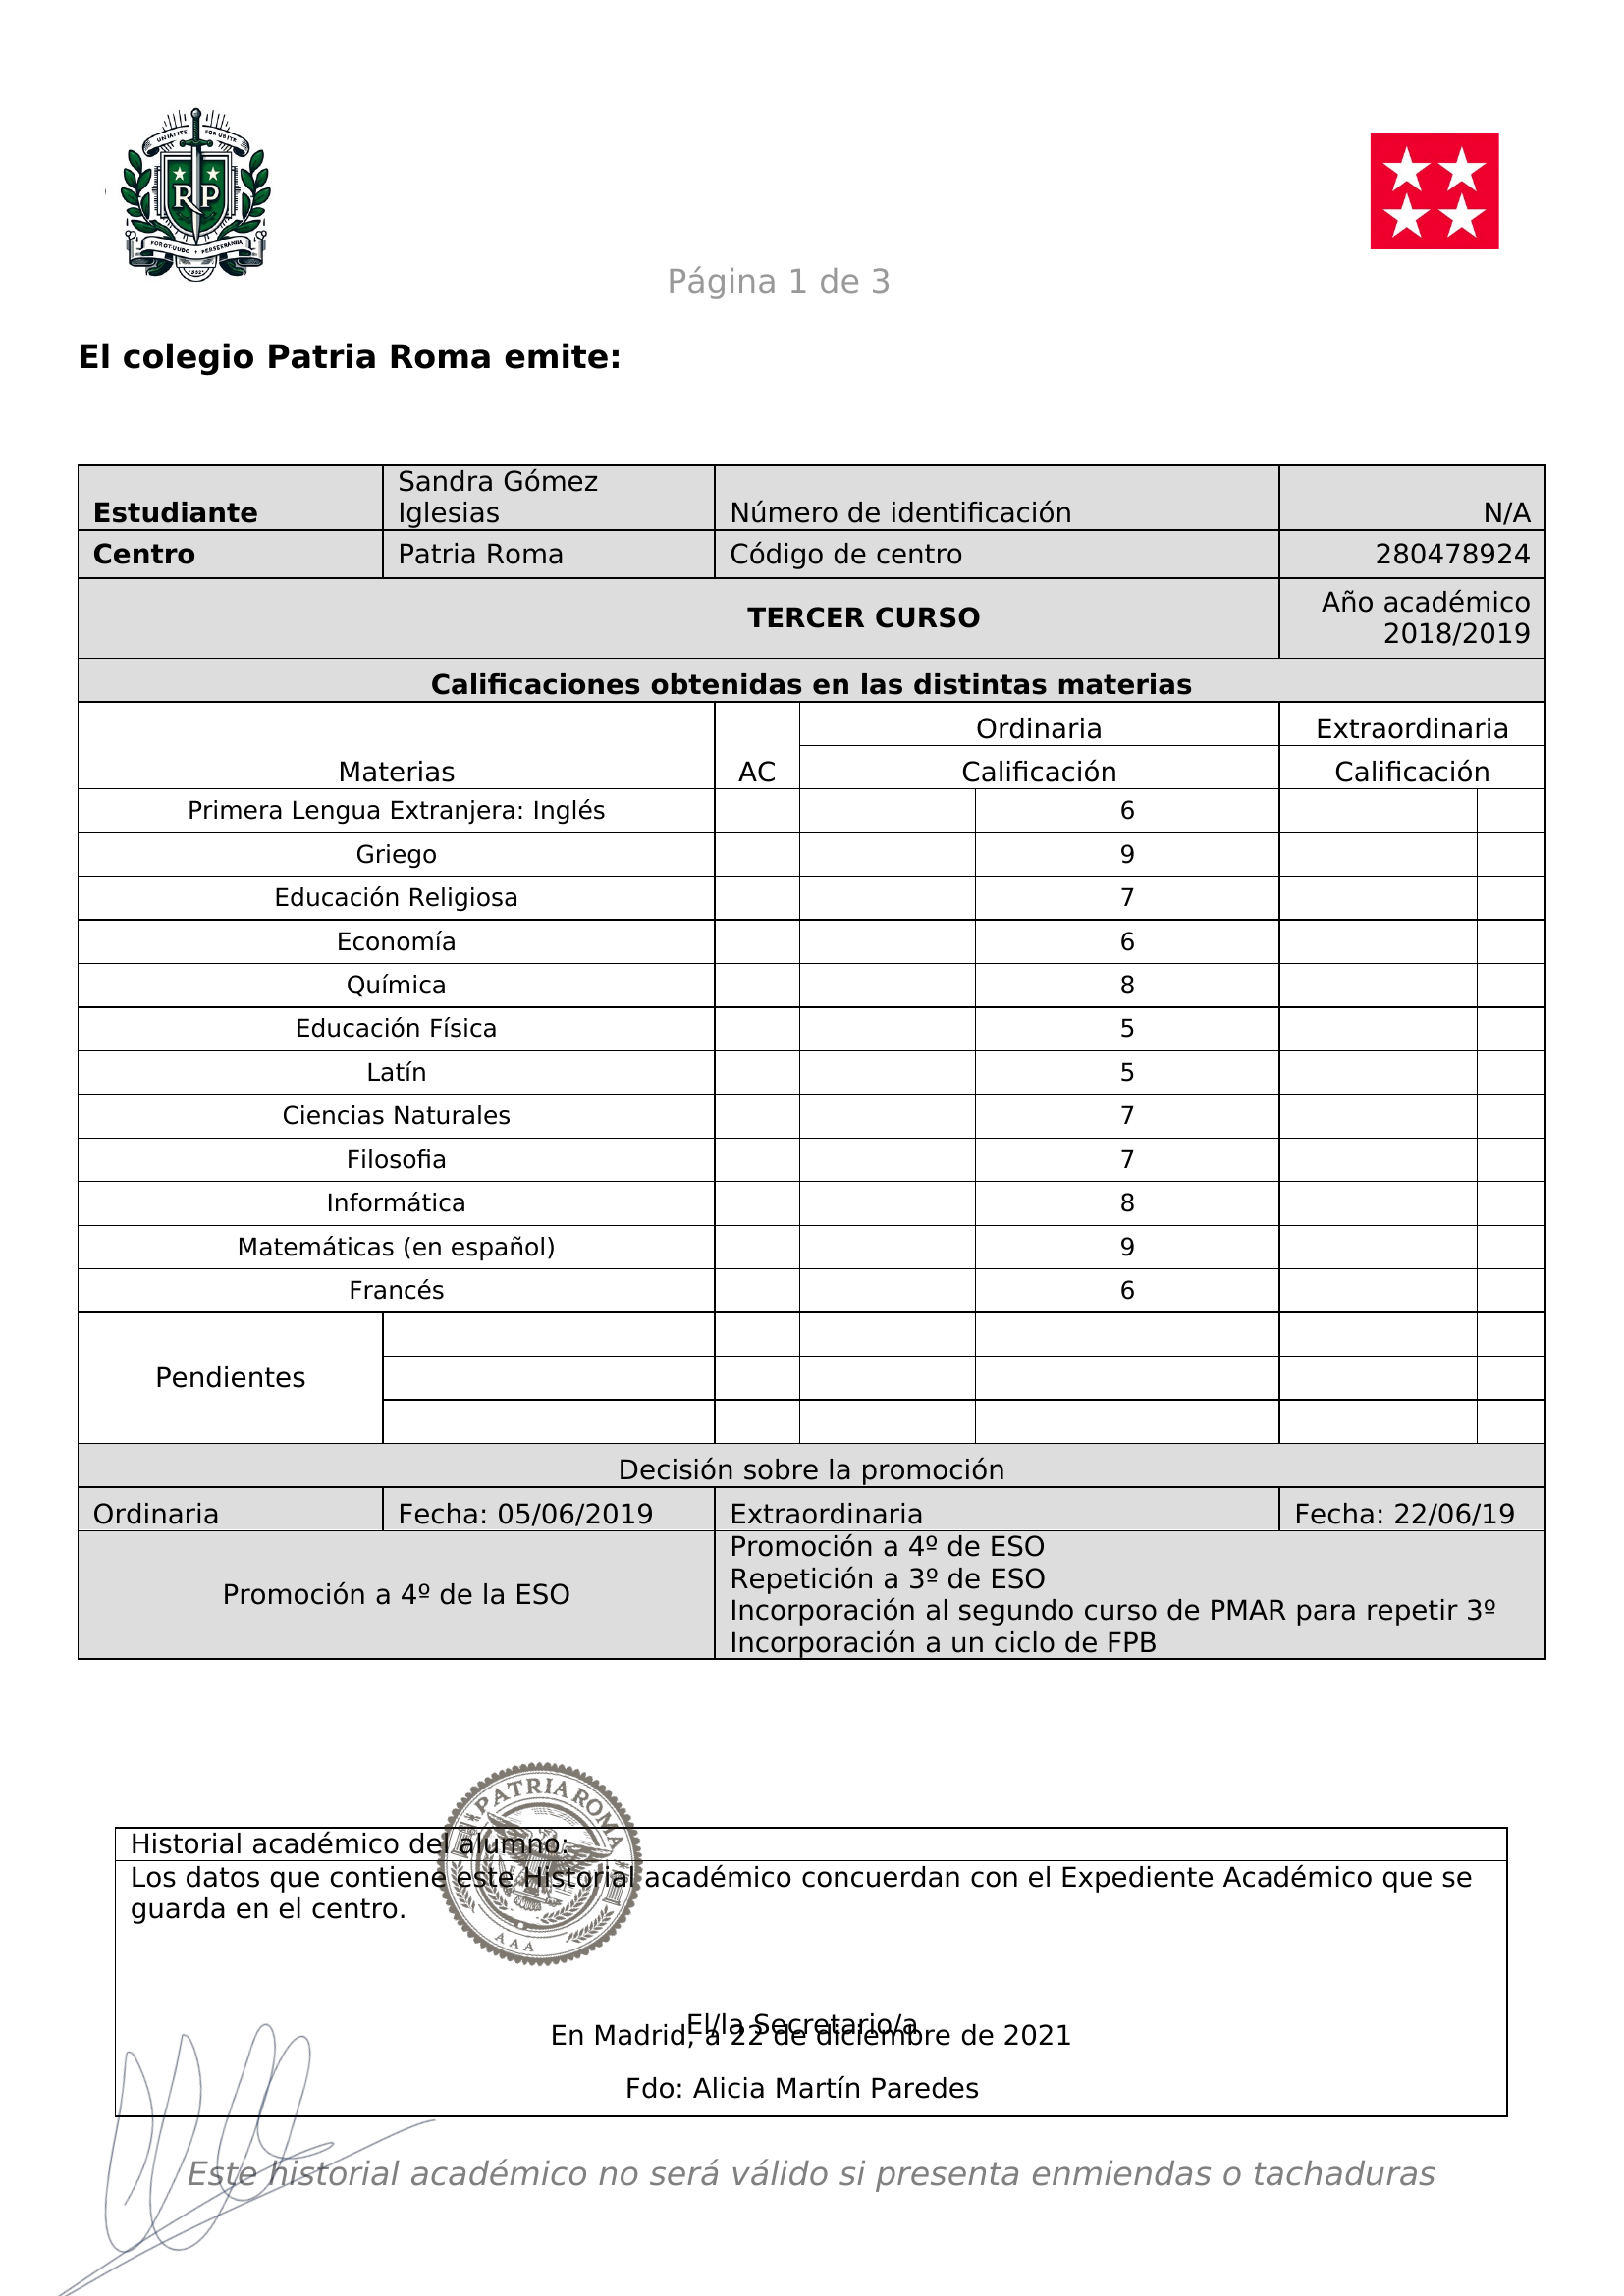 RP
Página 1 de 3
El colegio Patria Roma emite:
Estudiante Sandra Gómez Iglesias Número de identificación N/A
Centro Patria Roma Código de centro 280478924
TERCER CURSO Año académico 2018/2019
Calificaciones obtenidas en las distintas materias
Materias AC Ordinaria Extraordinaria
Calificación Calificación
Primera Lengua Extranjera: Inglés 6
Griego 9
Educación Religiosa 7
Economía 6
Química 8
Educación Física 5
Latín 5
Ciencias Naturales 7
Filosofia 7
Informática 8
Matemáticas (en español) 9
Francés 6
Pendientes
Decisión sobre la promoción
Ordinaria Fecha: 05/06/2019 Extraordinaria Fecha: 22/06/19
Promoción a 4º de la ESO
Promoción a 4º de ESO
Repetición a 3º de ESO
Incorporación al segundo curso de PMAR para repetir 3º
Incorporación a un ciclo de FPB
PATRIA ROMA
AAA
Historial académico del alumno:
Los datos que contiene este Historial académico concuerdan con el Expediente Académico que se
guarda en el centro.
El/la Secretario/a
En Madrid, a 22 de diciembre de 2021
Fdo: Alicia Martín Paredes
Este historial académico no será válido si presenta enmiendas o tachaduras